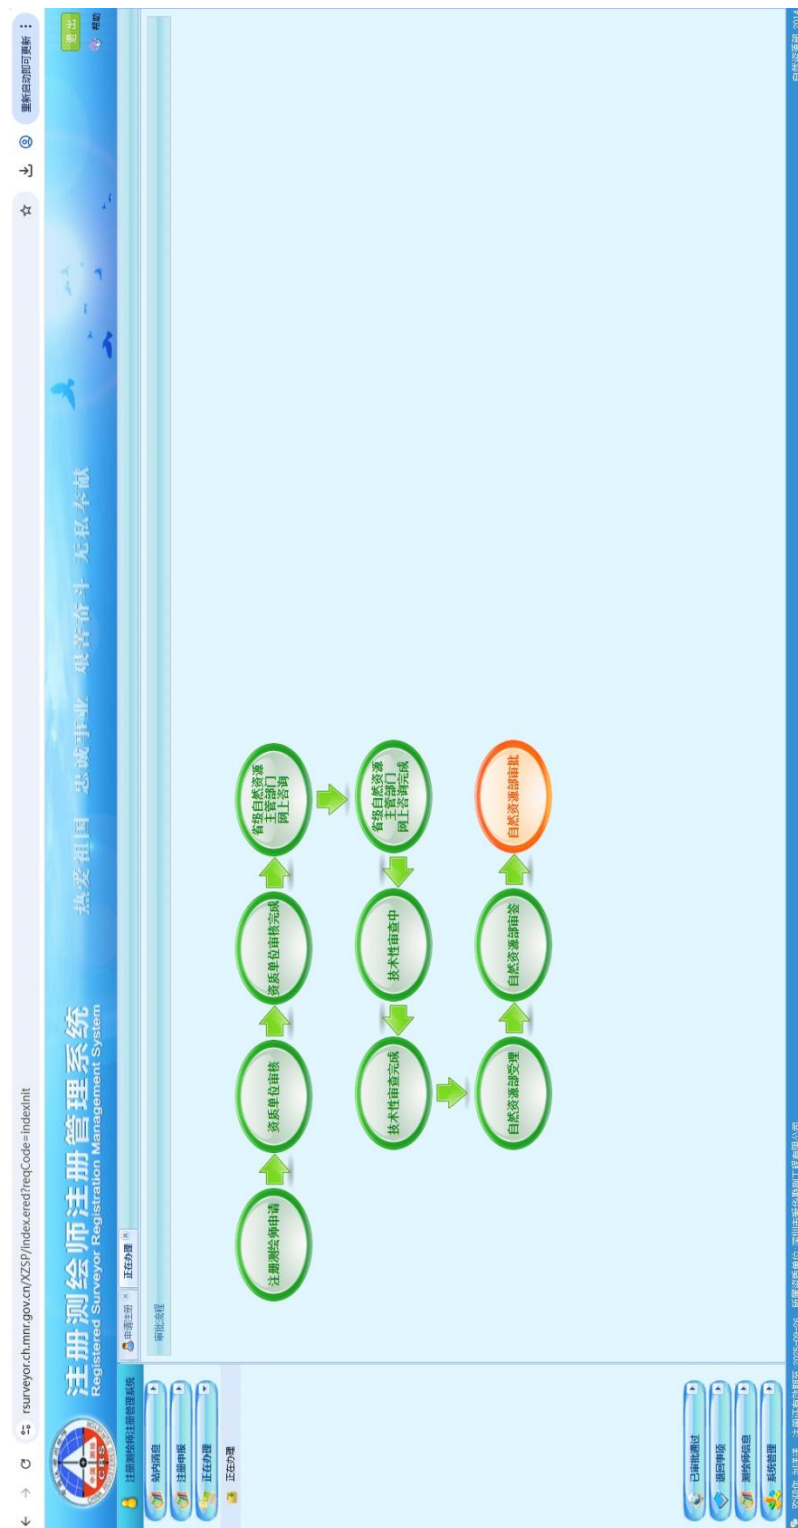 rsurveyor.ch.mnr.gov.cn/XZSP/index.ered?reqCode=indexInit
重新启动即可更新
CRS
注册测绘师注册管理系统
Registered Surveyor Registration Management System
热爱祖国 忠诚事业 艰苦奋斗 无私奉献
退出
帮助
注册测绘师注册管理系统
申请注册
正在办理
站内消息
注册申报
正在办理
正在办理
已审批通过
退回事项
测绘师信息
系统管理
审批流程
注册测绘师申请
资质单位审核
资质单位审核完成
省级自然资源
主管部门
网上咨询
省级自然资源
主管部门
网上咨询完成
技术性审查中
技术性审查完成
自然资源部受理
自然资源部审签
自然资源部审批